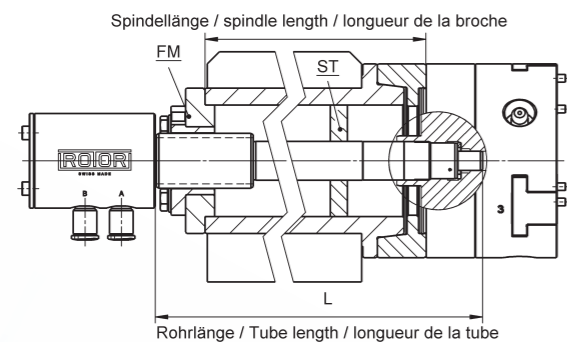 Spindellänge / spindle length / longueur de la broche
FM
ST
ROTOR
SWISS MADE
B A
3
L
Rohrlänge / Tube length / longueur de la tube